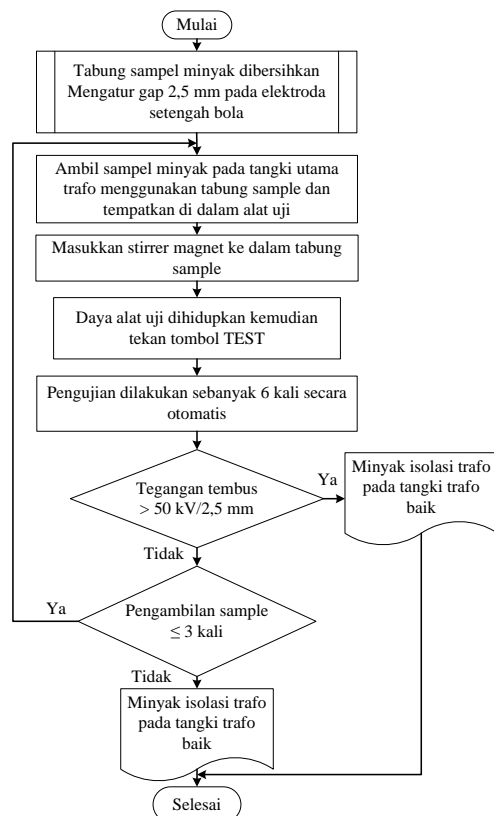 Mulai
Tabung sampel minyak dibersihkan
Mengatur gap 2,5 mm pada elektroda
setengah bola
Ambil sampel minyak pada tangki utama
trafo menggunakan tabung sample dan
tempatkan di dalam alat uji
Masukkan stirrer magnet ke dalam tabung
sample
Daya alat uji dihidupkan kemudian
tekan tombol TEST
Pengujian dilakukan sebanyak 6 kali secara
otomatis
Tegangan tembus
> 50 kV/2,5 mm
Ya
Minyak isolasi trafo
pada tangki trafo
baik
Tidak
Pengambilan sample
≤ 3 kali
Ya
Tidak
Minyak isolasi trafo
pada tangki trafo
baik
Selesai